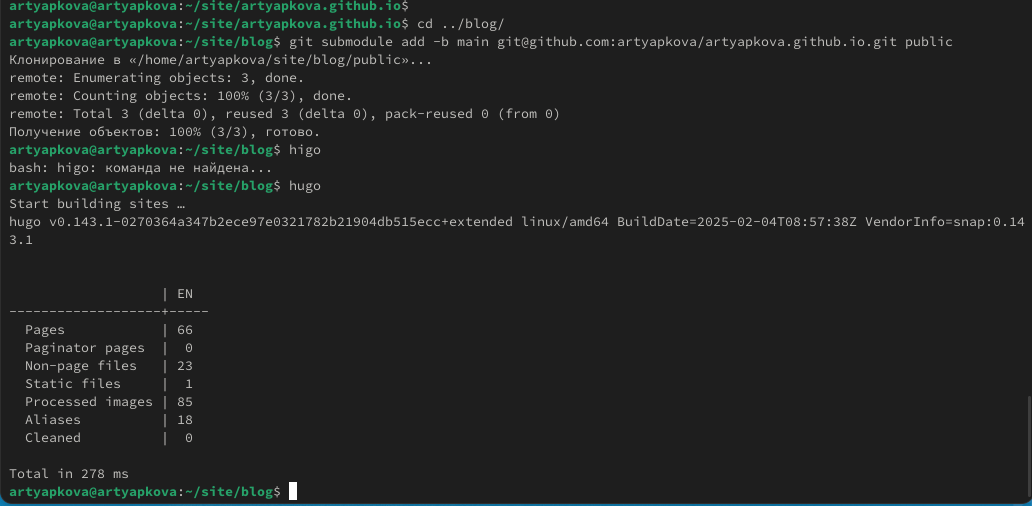 artyapkova@artyapkova:~/site/artyapkova.github.io$
artyapkova@artyapkova:~/site/artyapkova.github.io$ cd ../blog/
artyapkova@artyapkova:~/site/blog$ git submodule add -b main git@github.com:artyapkova/artyapkova.github.io.git public
Клонирование в «/home/artyapkova/site/blog/public»...
remote: Enumerating objects: 3, done.
remote: Counting objects: 100% (3/3), done.
remote: Total 3 (delta 0), reused 3 (delta 0), pack-reused 0 (from 0)
Получение объектов: 100% (3/3), готово.
artyapkova@artyapkova:~/site/blog$ higo
bash: higo: команда не найдена...
artyapkova@artyapkova:~/site/blog$ hugo
Start building sites …
hugo v0.143.1-0270364a347b2ece97e0321782b21904db515ecc+extended linux/amd64 BuildDate=2025-02-04T08:57:38Z VendorInfo=snap:0.14
3.1
                   | EN
-------------------+-----
  Pages            | 66
  Paginator pages  |  0
  Non-page files   | 23
  Static files     |  1
  Processed images | 85
  Aliases          | 18
  Cleaned          |  0
Total in 278 ms
artyapkova@artyapkova:~/site/blog$